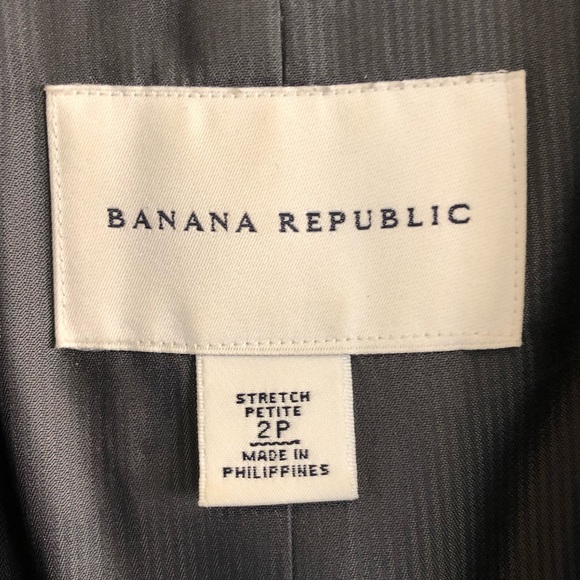 BANANA REPUBLIC
STRETCH
PETITE
2P
MADE IN
PHILIPPINES